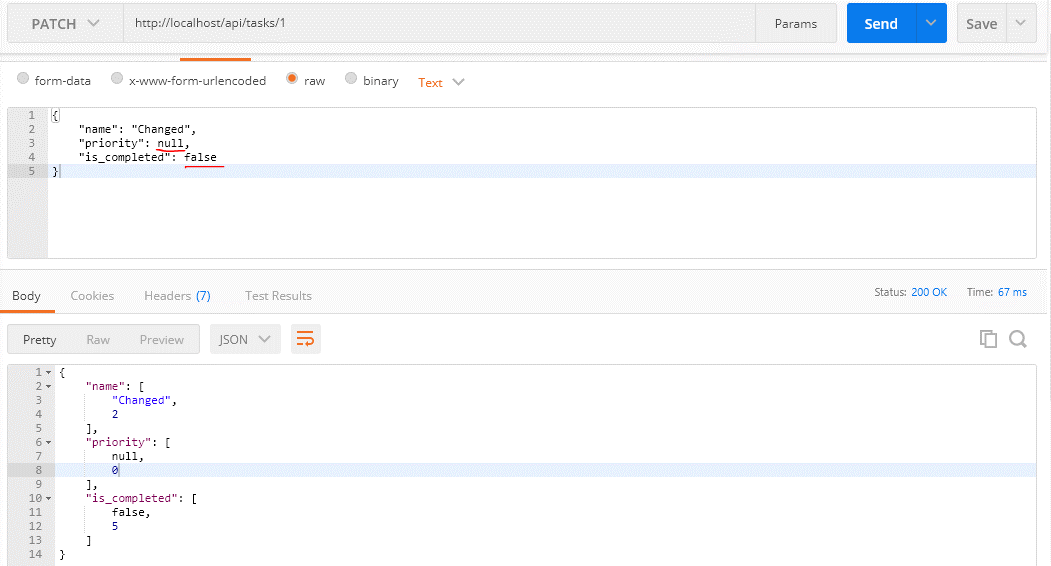 PATCH http://localhost/api/tasks/1 Params Send Save
form-data x-www-form-urlencoded raw binary Text
1 {
2 "name": "Changed",
3 "priority": null,
4 "is_completed": false
5 }
Body Cookies Headers (7) Test Results Status: 200 OK Time: 67 ms
Pretty Raw Preview JSON
1 {
2 "name": [
3 "Changed",
4 2
5 ],
6 "priority": [
7 null,
8 0
9 ],
10 "is_completed": [
11 false,
12 5
13 ]
14 }